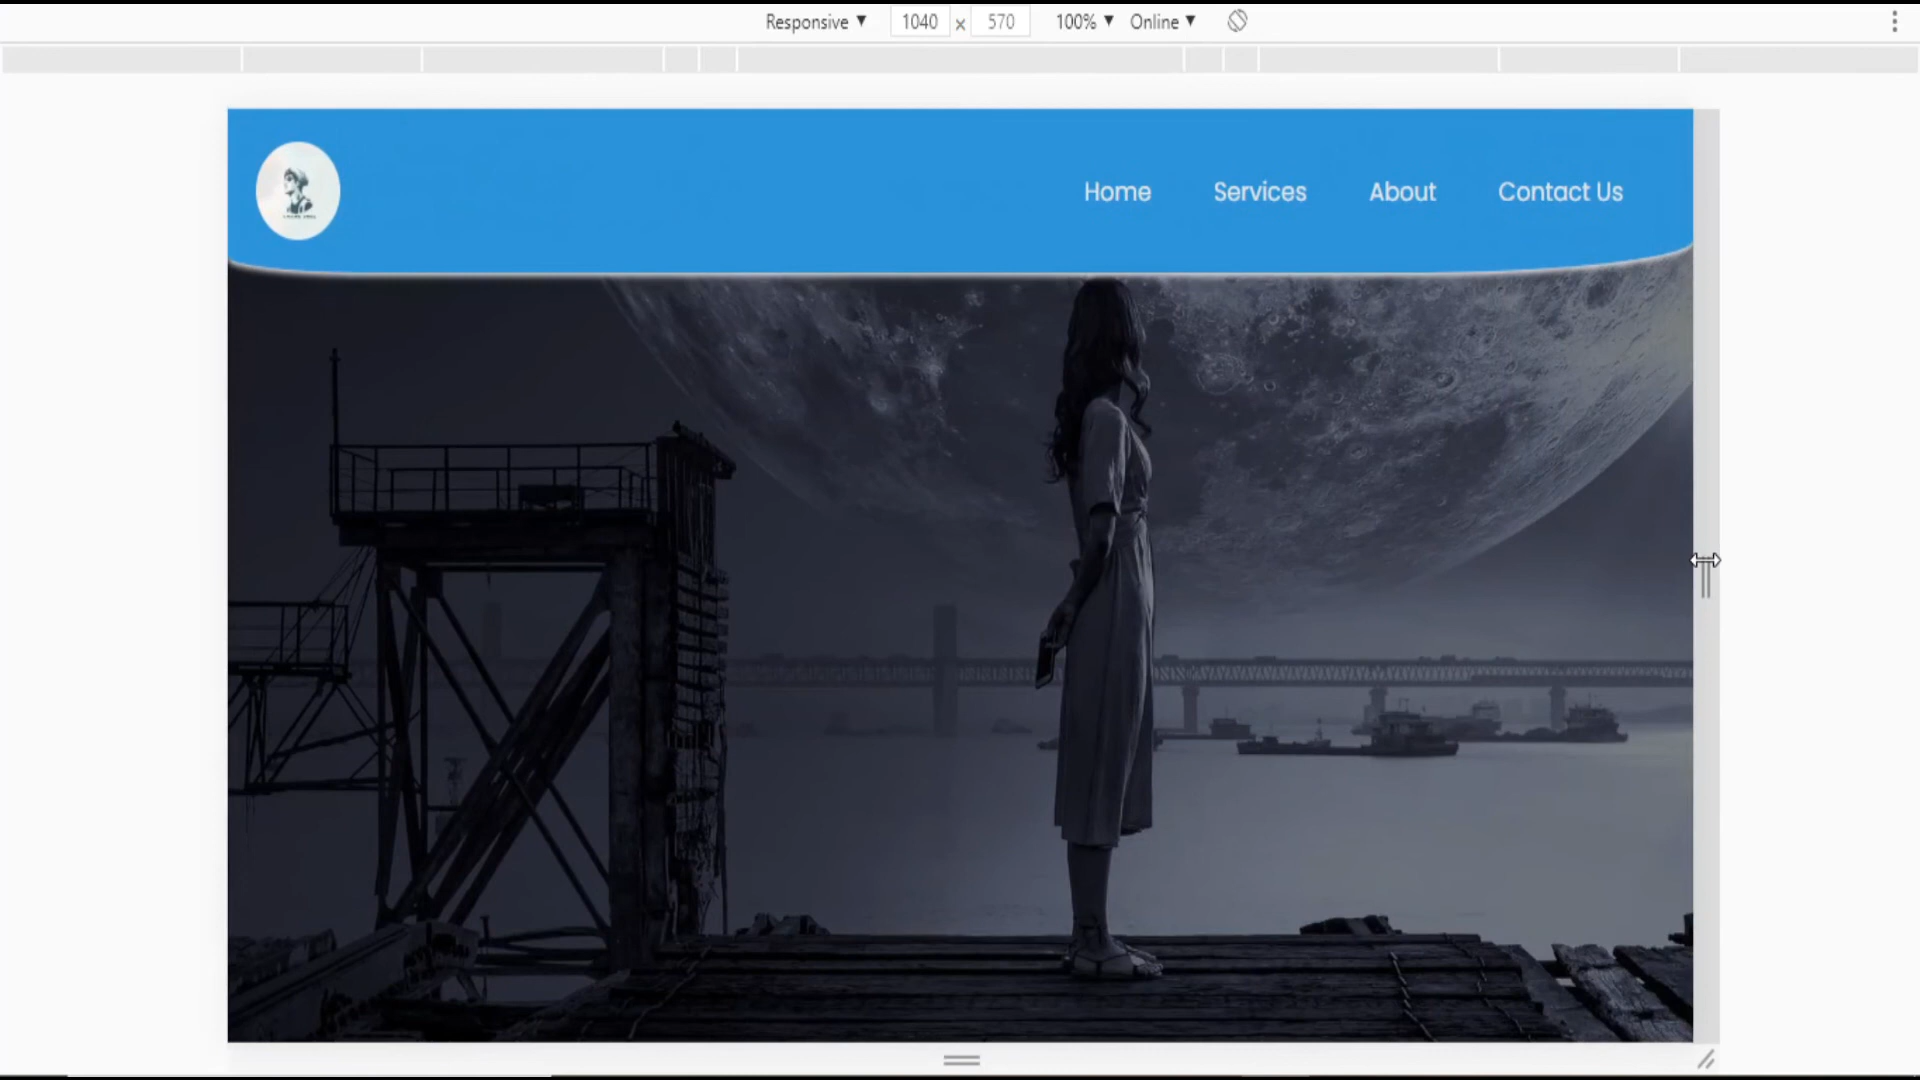 Responsive ▼ 1040 x 570 100% ▼ Online ▼
Home Services About Contact Us